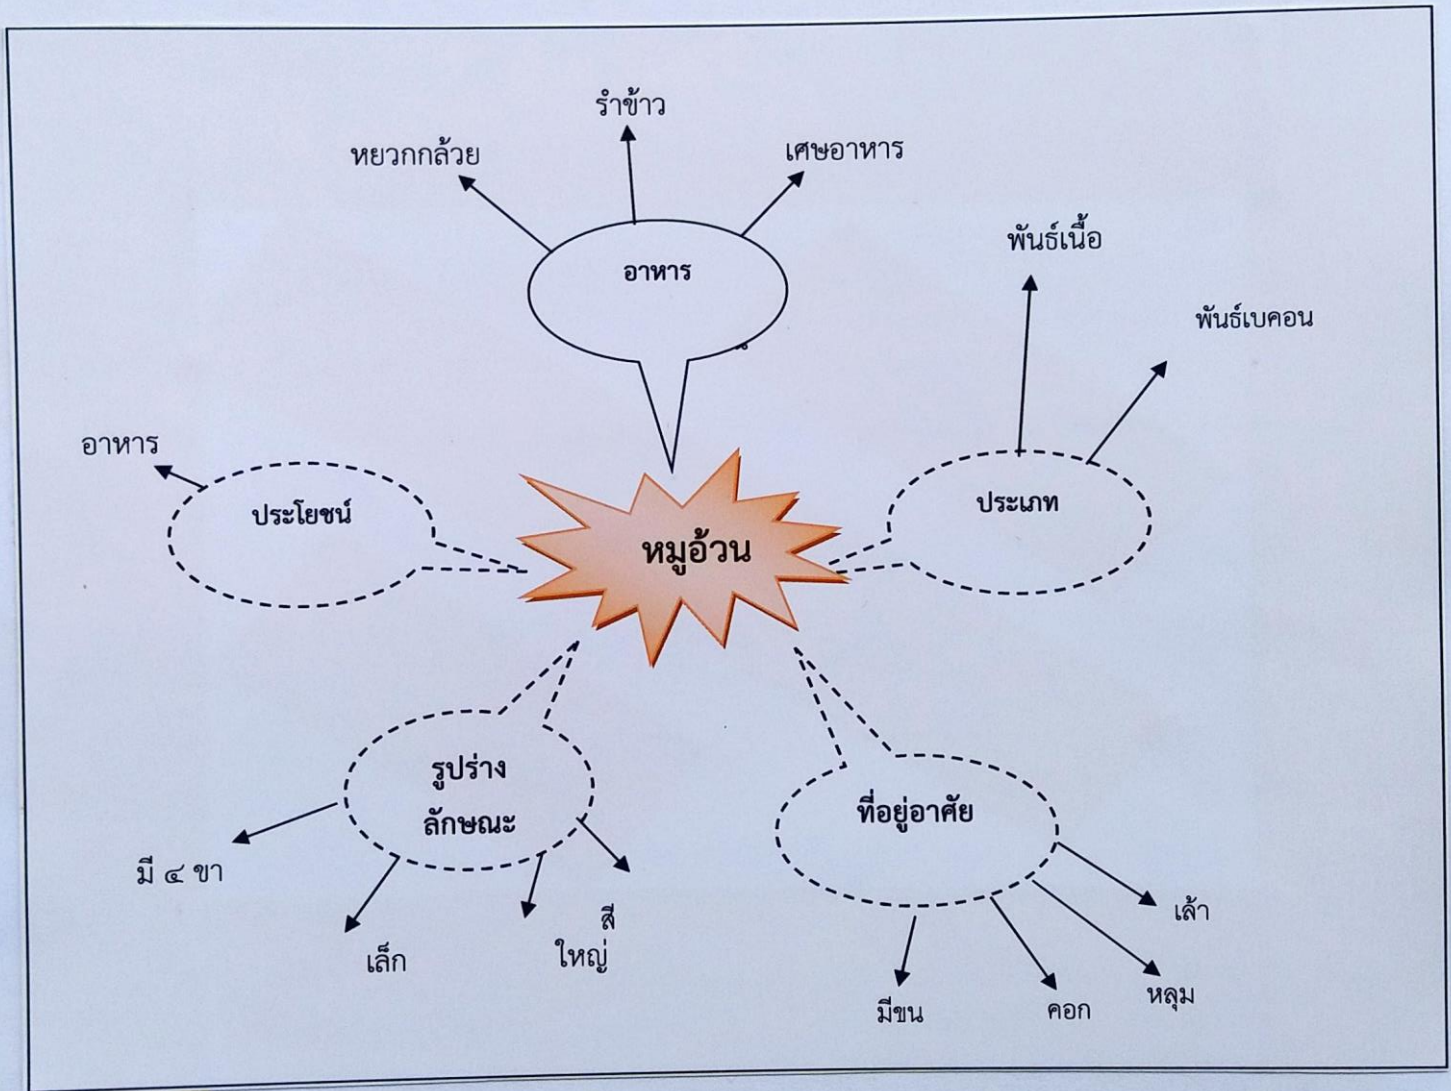 รำข้าว
หยวกกล้วย
เศษอาหาร
อาหาร
พันธ์เนื้อ
พันธ์เบคอน
อาหาร
ประโยชน์
ประเภท
หมูอ้วน
รูปร่าง
ลักษณะ
ที่อยู่อาศัย
มี ๔ ขา
เล็ก
สี
ใหญ่
เล้า
หลุม
คอก
มีขน